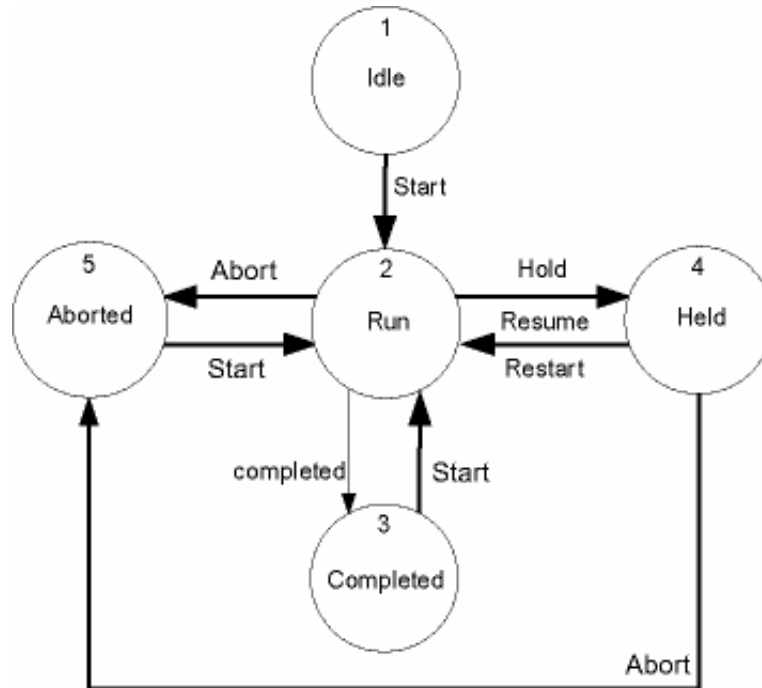 1
Idle
Start
5
Aborted
Abort
Start
2
Run
Hold
Resume
Restart
4
Held
completed
Start
3
Completed
Abort